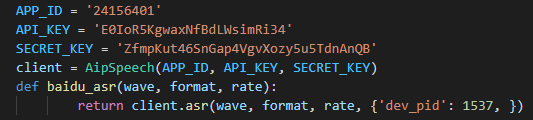 APP_ID = '24156401'
API_KEY = 'E0IoR5KgwaxNfBdLWsimRi34'
SECRET_KEY = 'ZfmpKut46SnGap4VgvXozy5u5TdnAnQB'
client = AipSpeech(APP_ID, API_KEY, SECRET_KEY)
def baidu_asr(wave, format, rate):
        return client.asr(wave, format, rate, {'dev_pid': 1537, })